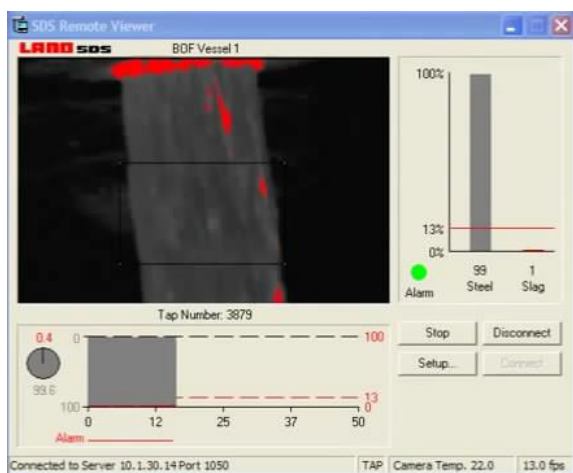 SDS Remote Viewer
LAND SDS
BOF Vessel 1
100%
13%
0%
99
1
Alarm
Steel
Slag
Tap Number: 3879
0.4
99.6
0
100
100
13
0
0
12
25
37
50
Alarm
Stop
Disconnect
Setup...
Connect...
Connected to Server 10.1.30.14 Port 1050
TAP
Camera Temp. 22.0
13.0 fps